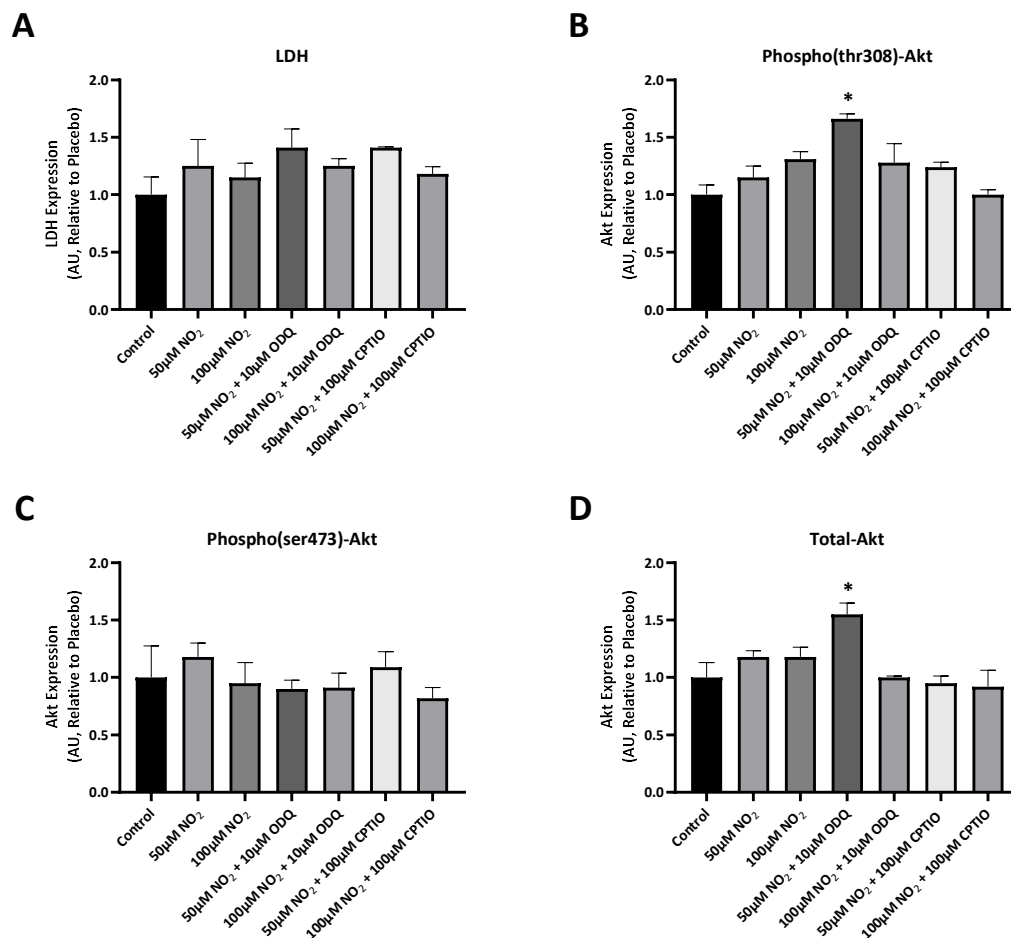 A
LDH
LDH Expression
(AU, Relative to Placebo)
2.0
1.5
1.0
0.5
0.0
Control
50µM NO₂
100µM NO₂
50µM NO₂ + 10µM ODQ
100µM NO₂ + 10µM ODQ
50µM NO₂ + 100µM CPTIO
100µM NO₂ + 100µM CPTIO
B
Phospho(thr308)-Akt
Akt Expression
(AU, Relative to Placebo)
2.0
1.5
1.0
0.5
0.0
*
Control
50µM NO₂
100µM NO₂
50µM NO₂ + 10µM ODQ
100µM NO₂ + 10µM ODQ
50µM NO₂ + 100µM CPTIO
100µM NO₂ + 100µM CPTIO
C
Phospho(ser473)-Akt
Akt Expression
(AU, Relative to Placebo)
2.0
1.5
1.0
0.5
0.0
Control
50µM NO₂
100µM NO₂
50µM NO₂ + 10µM ODQ
100µM NO₂ + 10µM ODQ
50µM NO₂ + 100µM CPTIO
100µM NO₂ + 100µM CPTIO
D
Total-Akt
Akt Expression
(AU, Relative to Placebo)
2.0
1.5
1.0
0.5
0.0
*
Control
50µM NO₂
100µM NO₂
50µM NO₂ + 10µM ODQ
100µM NO₂ + 10µM ODQ
50µM NO₂ + 100µM CPTIO
100µM NO₂ + 100µM CPTIO